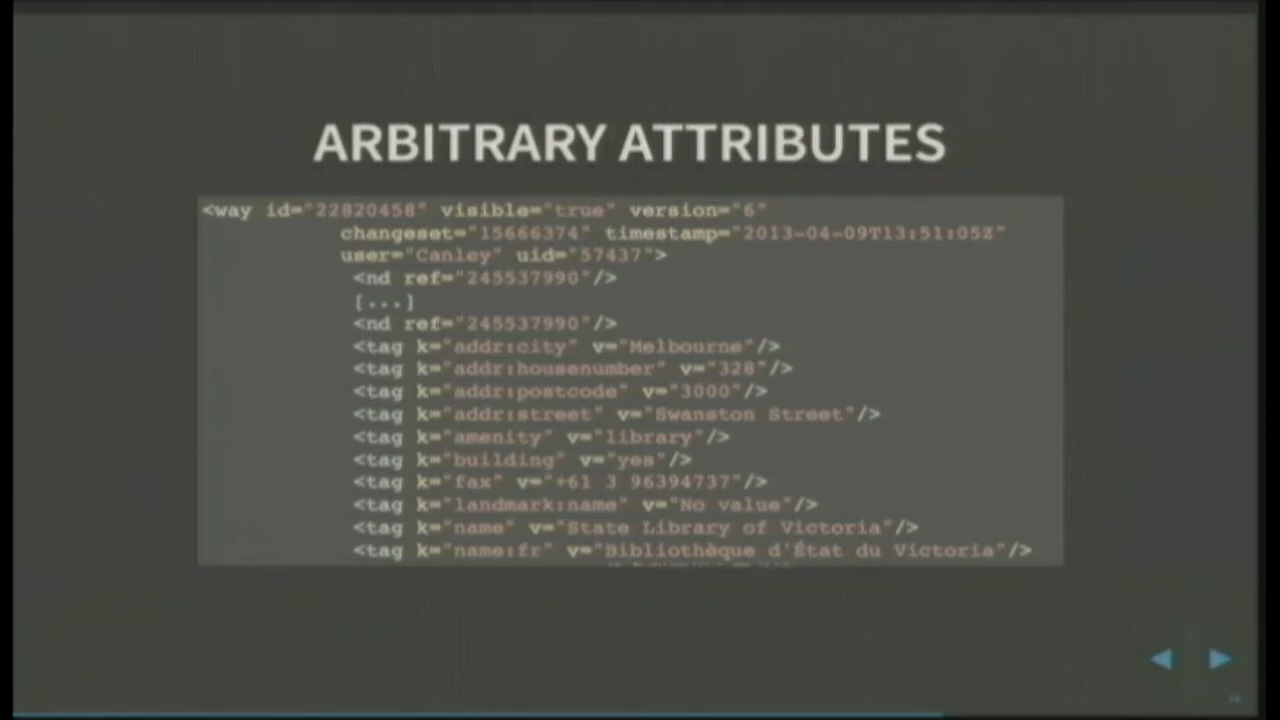 ARBITRARY ATTRIBUTES
<way id="22820458" visible="true" version="6"
changeset="15666374" timestamp="2013-04-09T13:51:05Z"
user="Canley" uid="57437">
<nd ref="245537990"/>
[...]
<nd ref="245537990"/>
<tag k="addr:city" v="Melbourne"/>
<tag k="addr:housenumber" v="328"/>
<tag k="addr:postcode" v="3000"/>
<tag k="addr:street" v="Swanston Street"/>
<tag k="amenity" v="library"/>
<tag k="building" v="yes"/>
<tag k="fax" v="+61 3 96394737"/>
<tag k="landmark:name" v="No value"/>
<tag k="name" v="State Library of Victoria"/>
<tag k="name:fr" v="Bibliothèque d'État du Victoria"/>